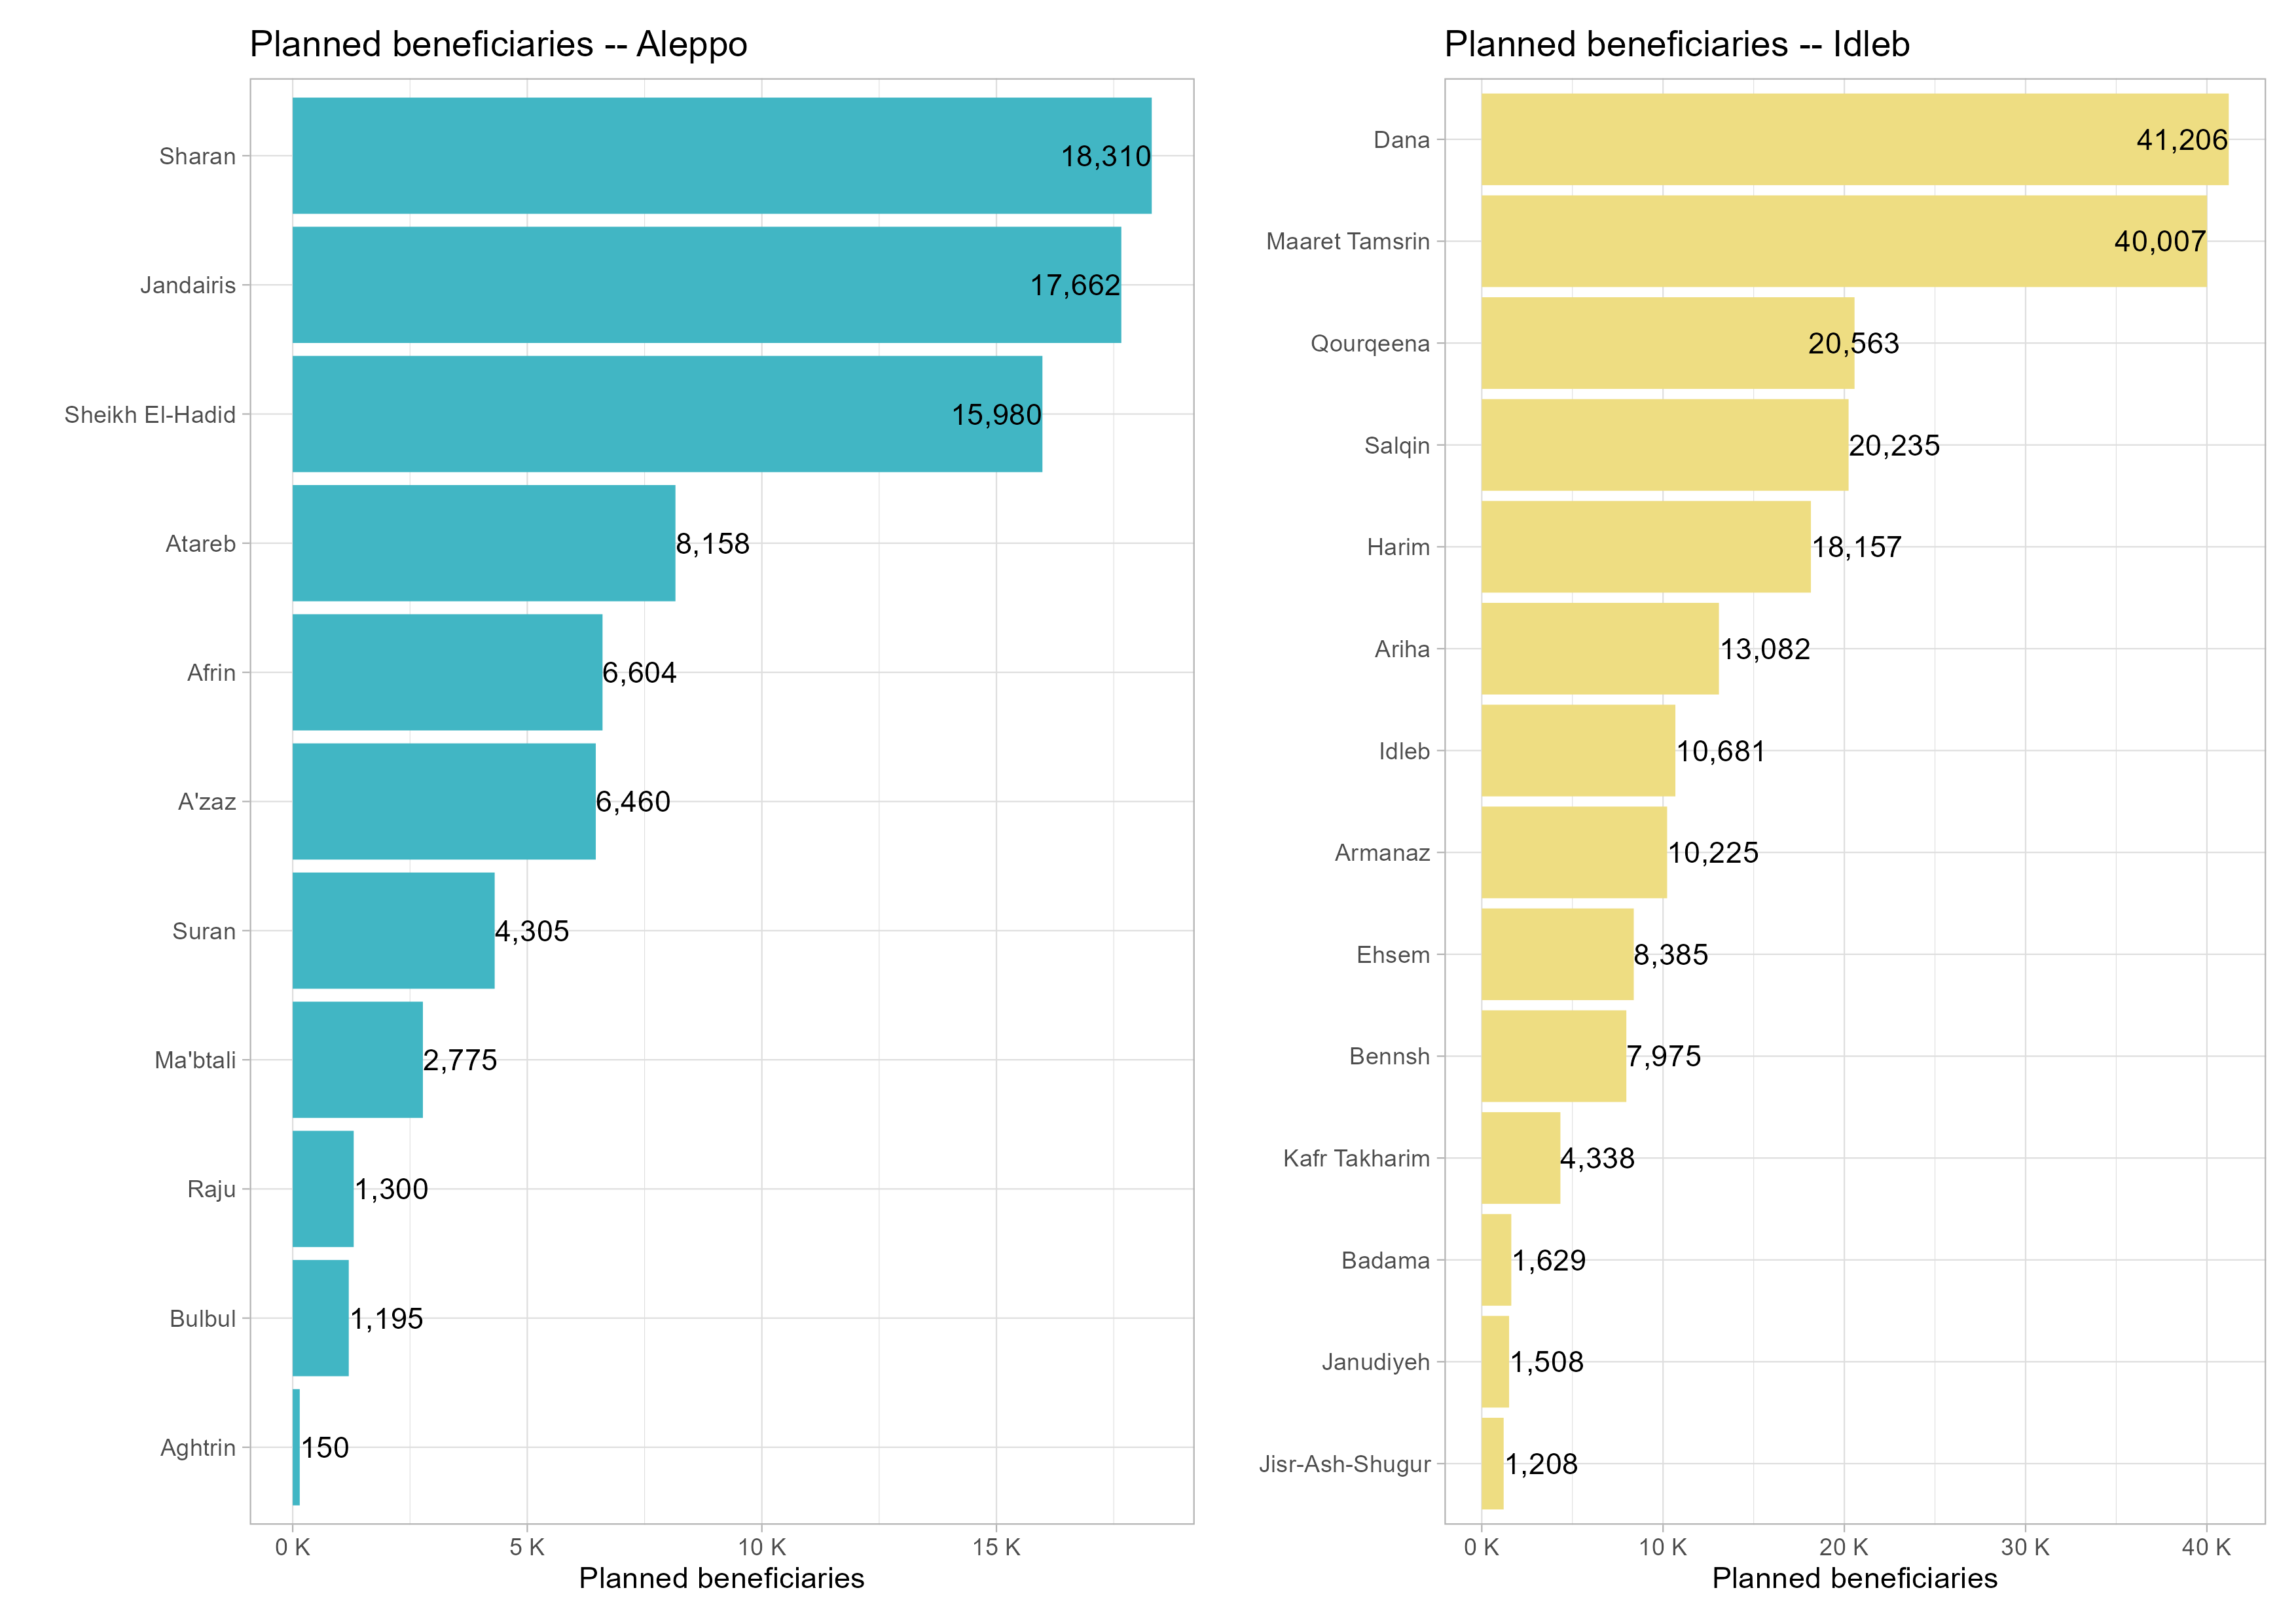 Planned beneficiaries -- Aleppo
Sharan 18,310
Jandairis 17,662
Sheikh El-Hadid 15,980
Atareb 8,158
Afrin 6,604
A'zaz 6,460
Suran 4,305
Ma'btali 2,775
Raju 1,300
Bulbul 1,195
Aghtrin 150
0 K 5 K 10 K 15 K
Planned beneficiaries
Planned beneficiaries -- Idleb
Dana 41,206
Maaret Tamsrin 40,007
Qourqeena 20,563
Salqin 20,235
Harim 18,157
Ariha 13,082
Idleb 10,681
Armanaz 10,225
Ehsem 8,385
Bennsh 7,975
Kafr Takharim 4,338
Badama 1,629
Janudiyeh 1,508
Jisr-Ash-Shugur 1,208
0 K 10 K 20 K 30 K 40 K
Planned beneficiaries